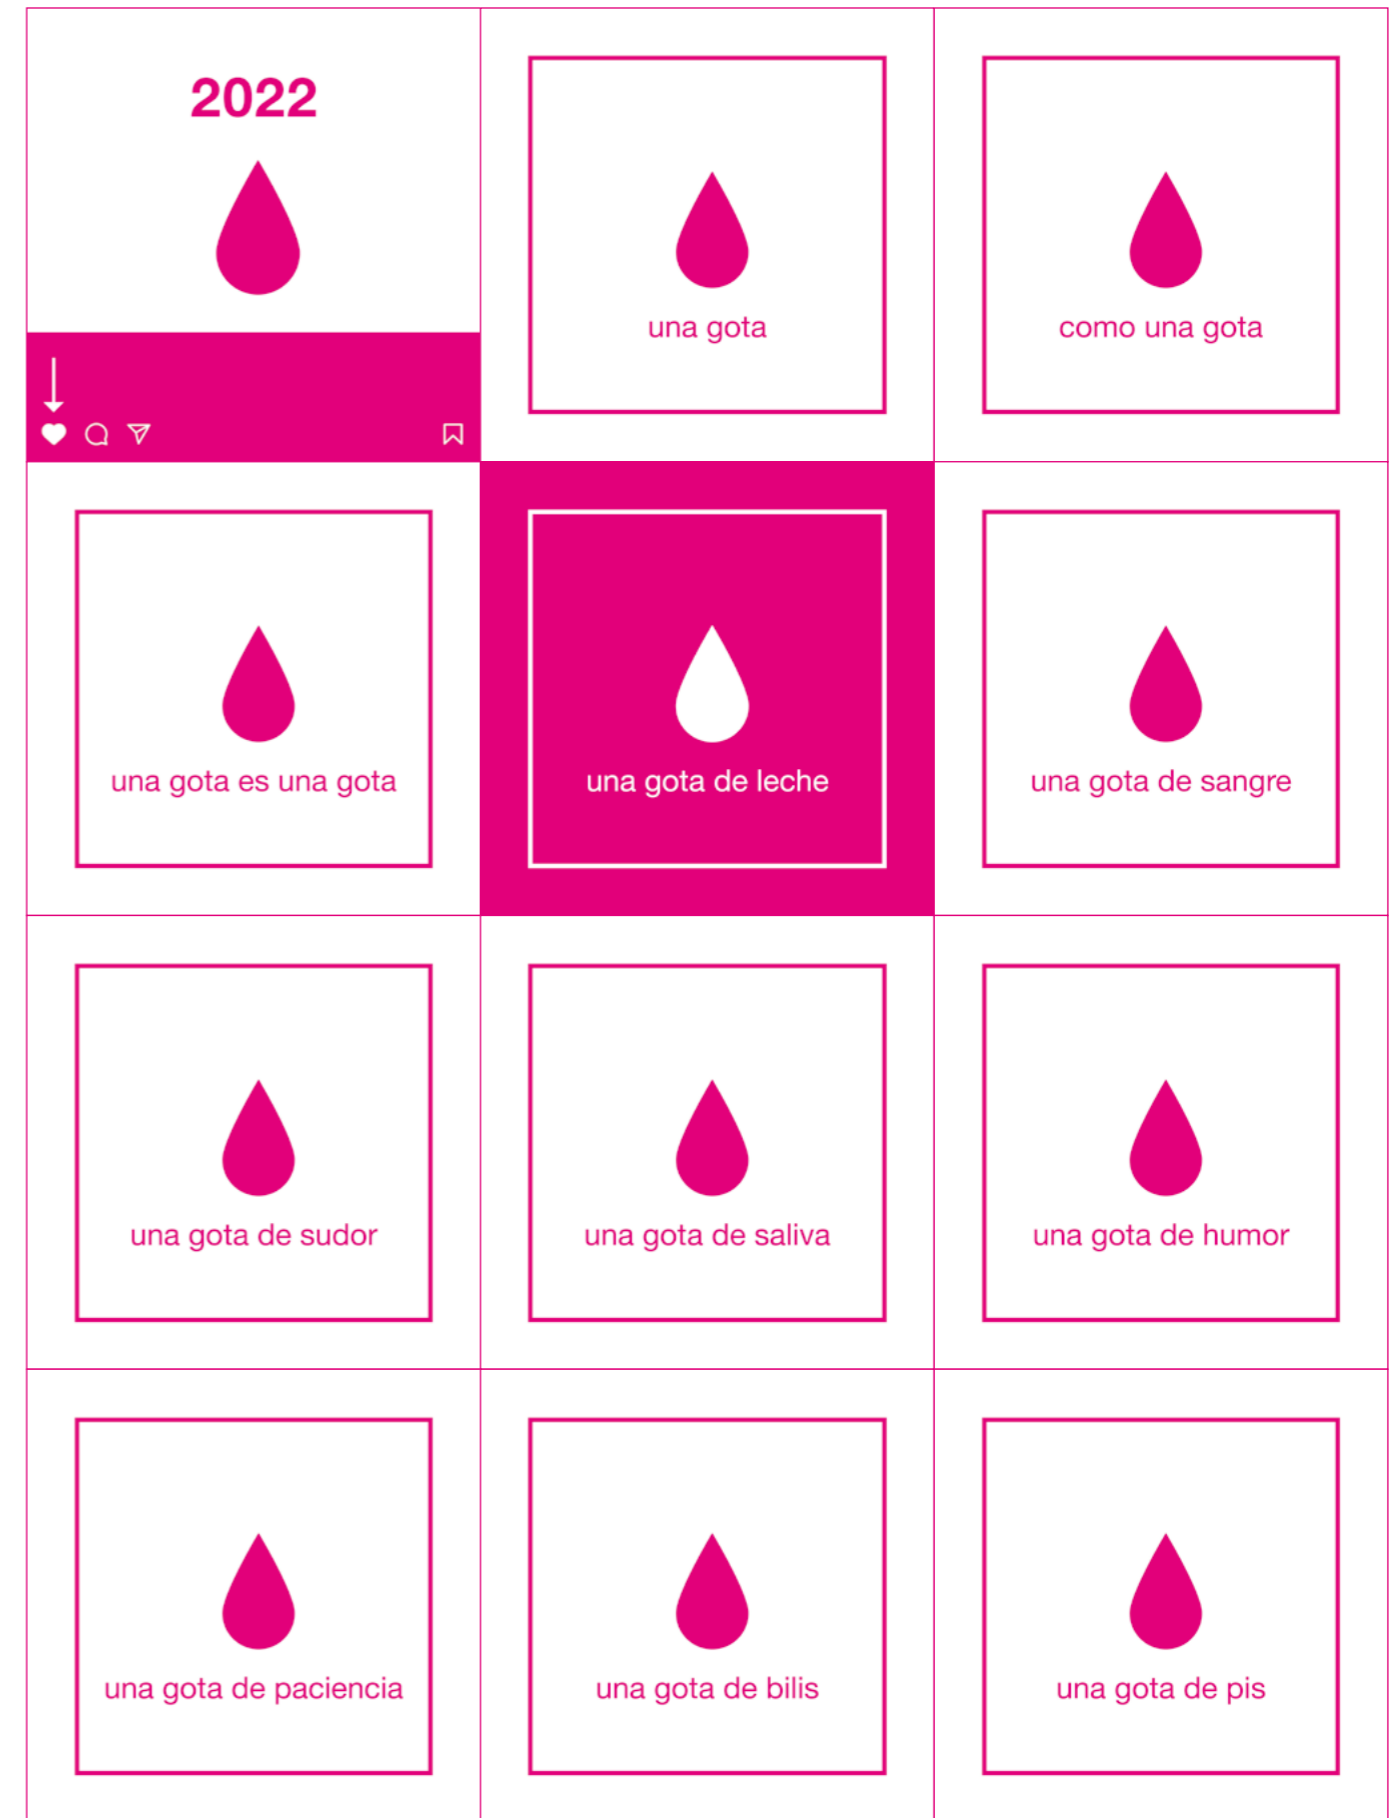 2022
una gota
como una gota
una gota es una gota
una gota de leche
una gota de sangre
una gota de sudor
una gota de saliva
una gota de humor
una gota de paciencia
una gota de bilis
una gota de pis